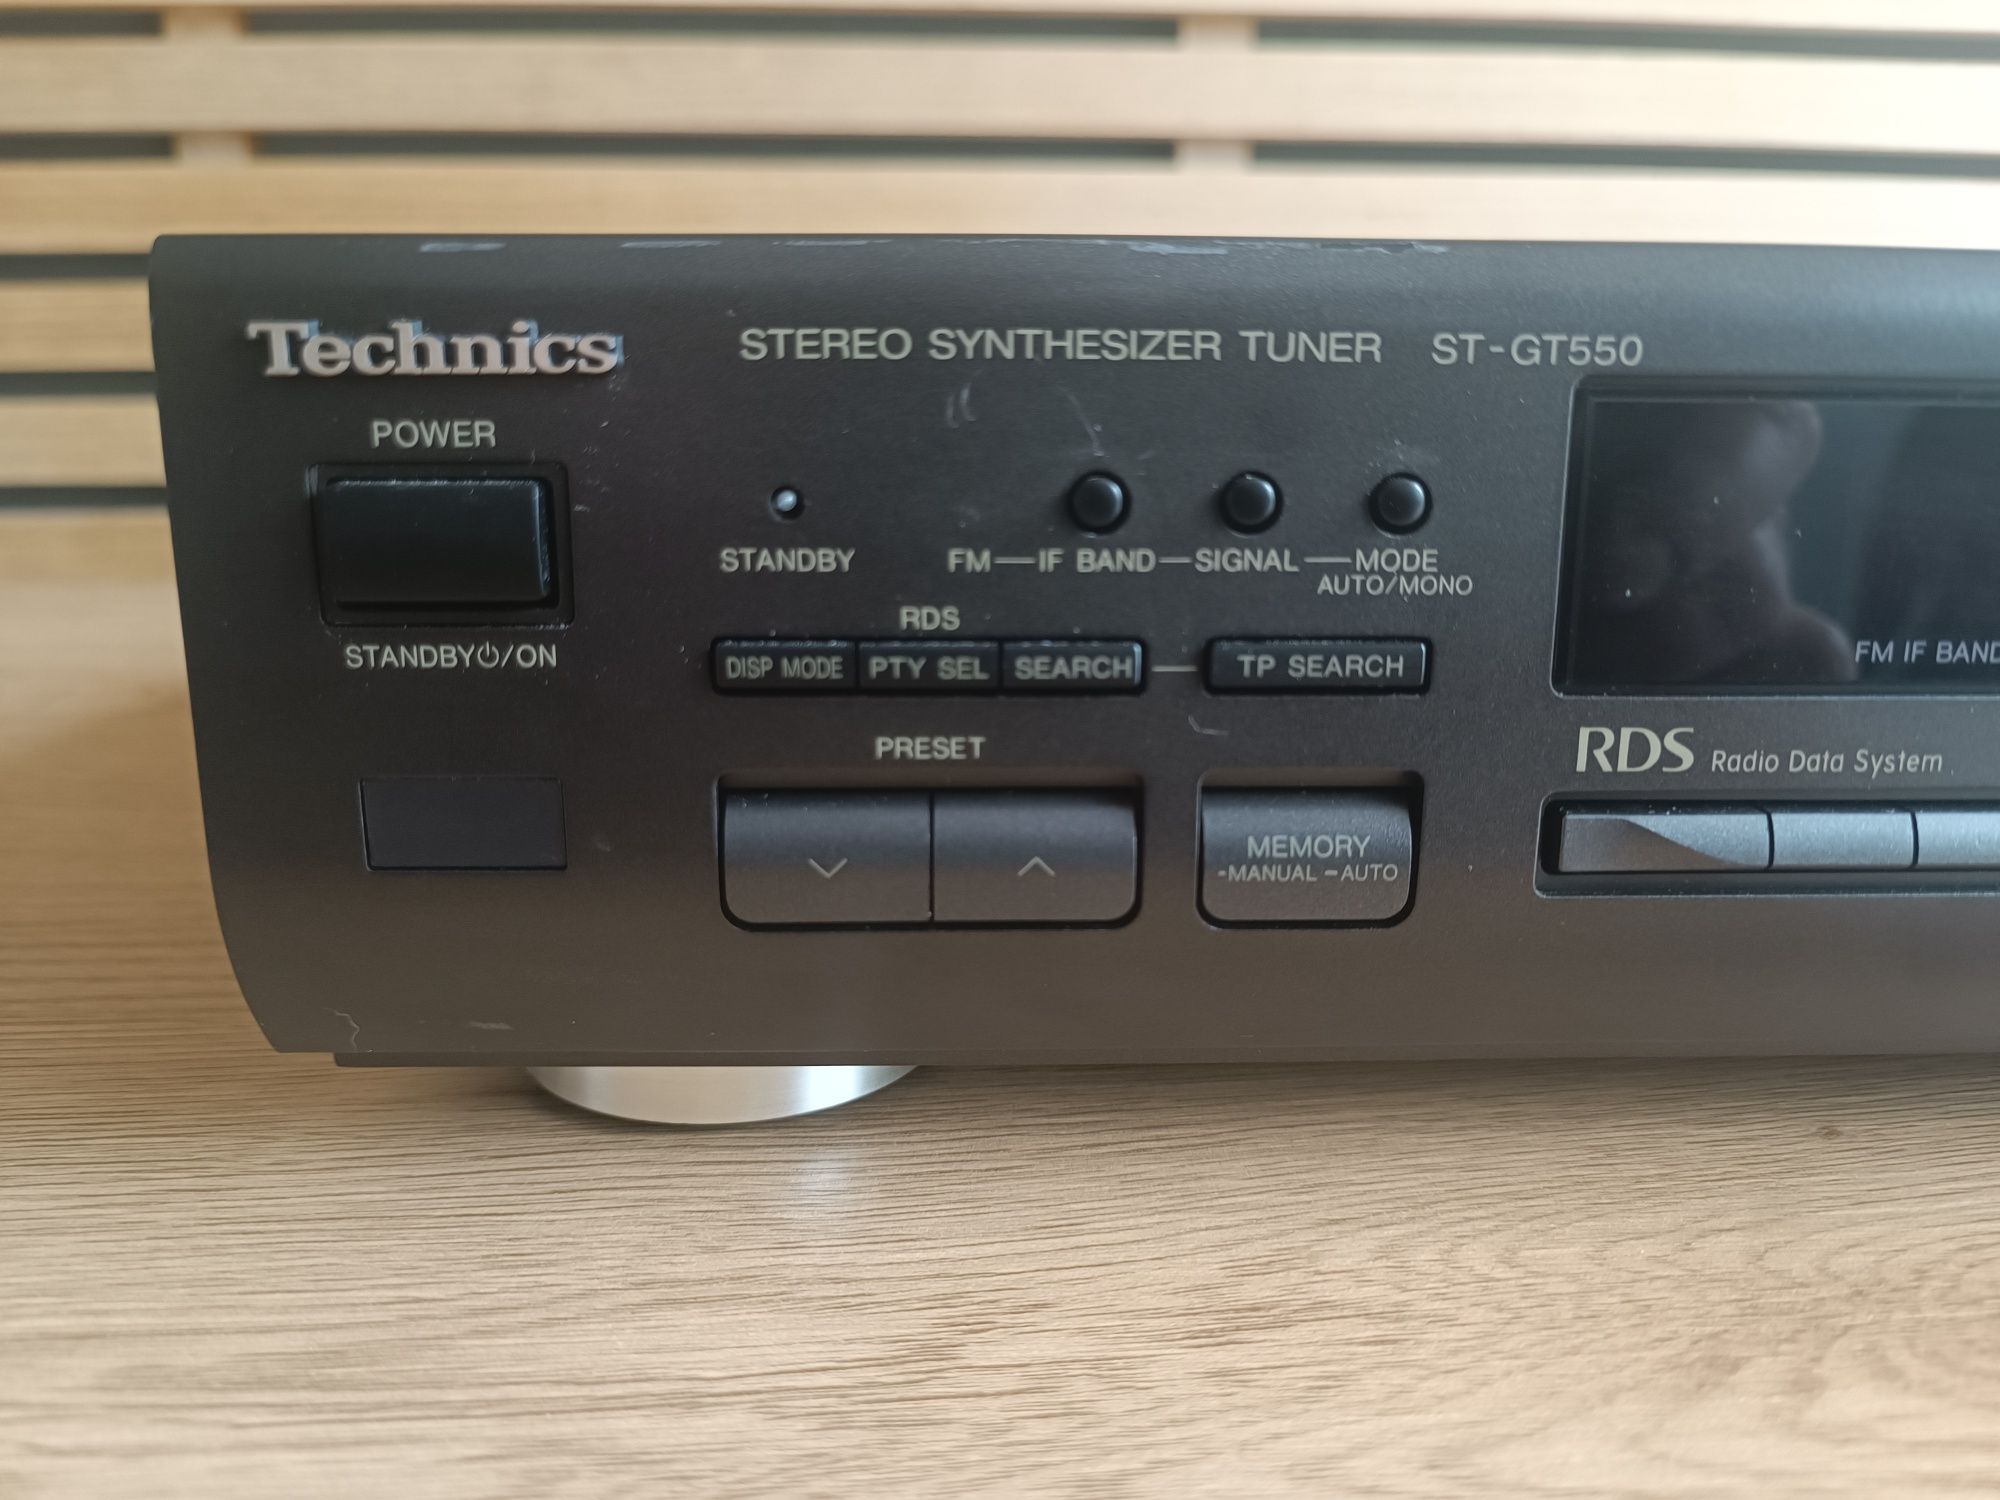 Technics
STEREO SYNTHESIZER TUNER ST-GT550
POWER
STANDBY⏻/ON
STANDBY
FM—IF BAND—SIGNAL—MODE
AUTO/MONO
RDS
DISP MODE PTY SEL SEARCH TP SEARCH
FM IF BAND
PRESET
RDS Radio Data System
MEMORY
-MANUAL -AUTO